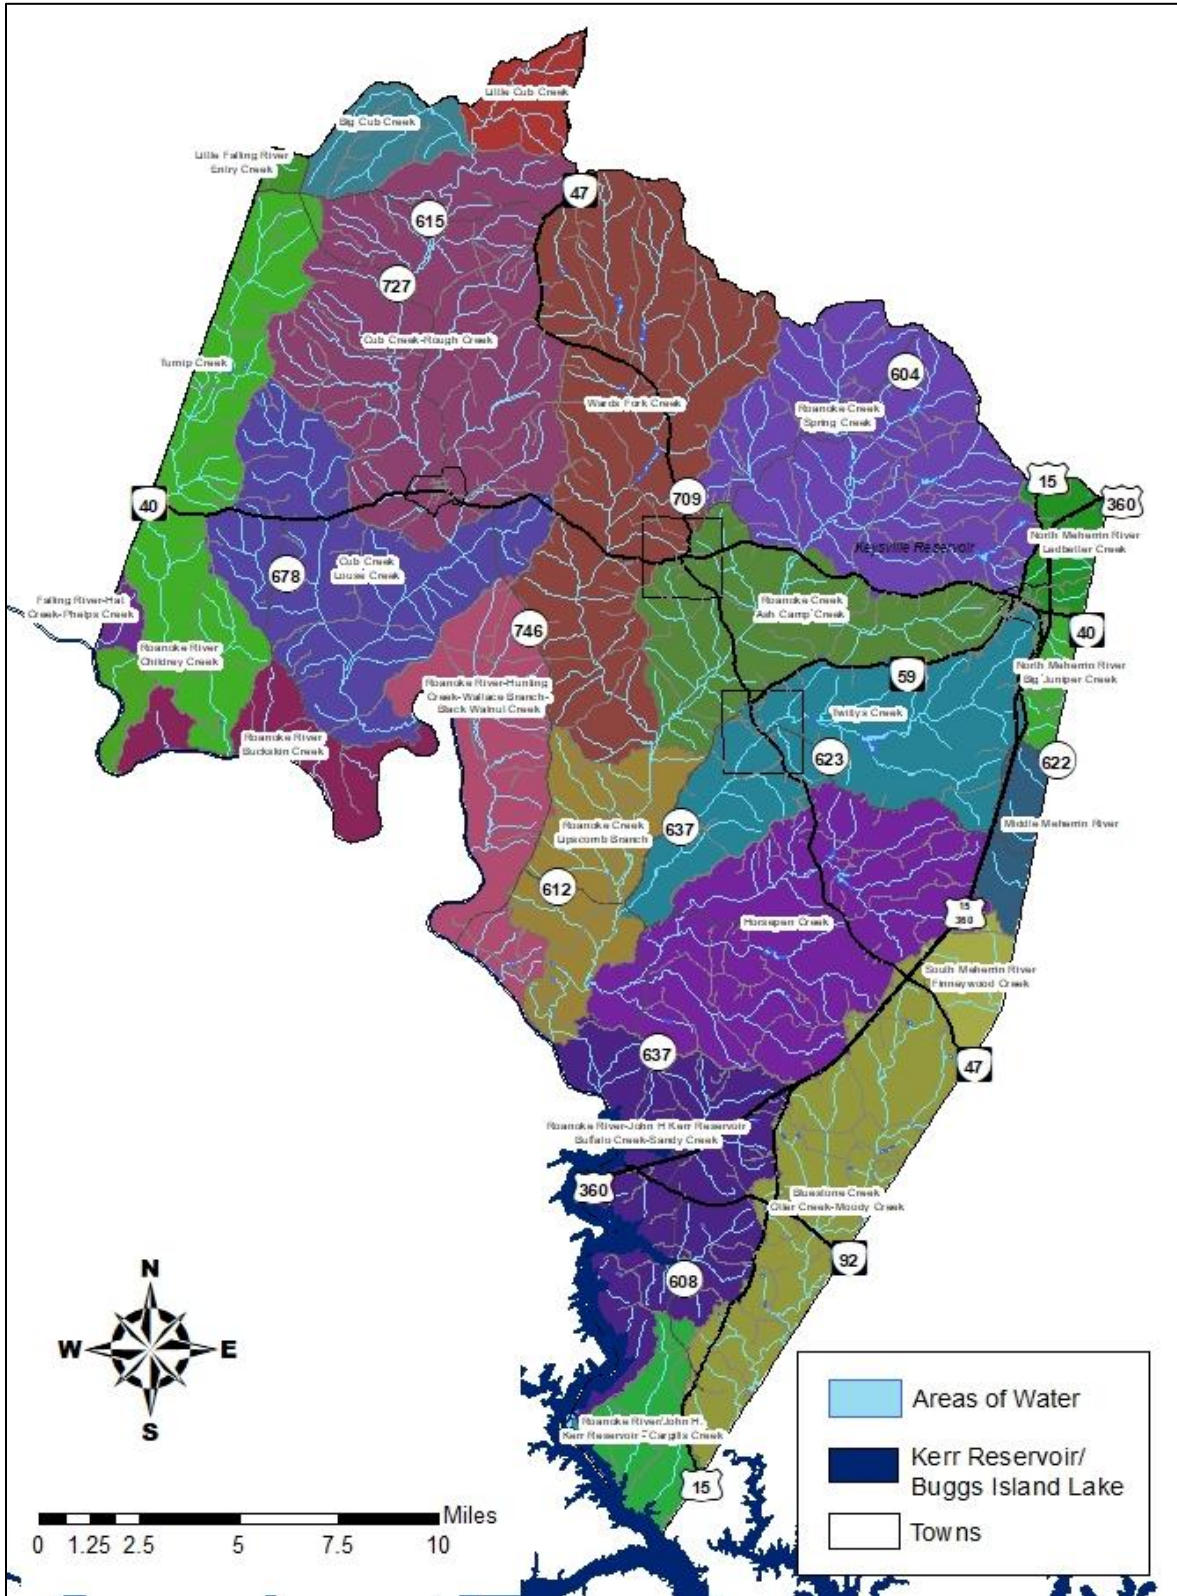 Little Cub Creek
Big Cub Creek
Little Falling River
Entry Creek
47
615
727
Cub Creek-Rough Creek
Turnip Creek
604
Wards Fork Creek
Roanoke Creek
Spring Creek
40
709
15
360
North Meherrin River
Ledbetter Creek
Keysville Reservoir
678
Cub Creek
Louse Creek
Falling River-Hat
Creek-Phelps Creek
Roanoke Creek
Ash Camp Creek
746
40
Roanoke River
Childrey Creek
59
North Meherrin River
Big Juniper Creek
Roanoke River-Hunting
Creek-Wallace Branch-
Black Walnut Creek
Twittys Creek
Roanoke River
Buckskin Creek
623
622
Roanoke Creek
Lipscomb Branch
637
Middle Meherrin River
612
15
360
Horsepen Creek
South Meherrin River
Finneywood Creek
637
47
Roanoke River-John H Kerr Reservoir
Buffalo Creek-Sandy Creek
360
Bluestone Creek
Otter Creek-Moody Creek
92
608
N
W
E
S
Roanoke River/John H.
Kerr Reservoir - Cargills Creek
15
Areas of Water
Kerr Reservoir/
Buggs Island Lake
Towns
Miles
0 1.25 2.5 5 7.5 10